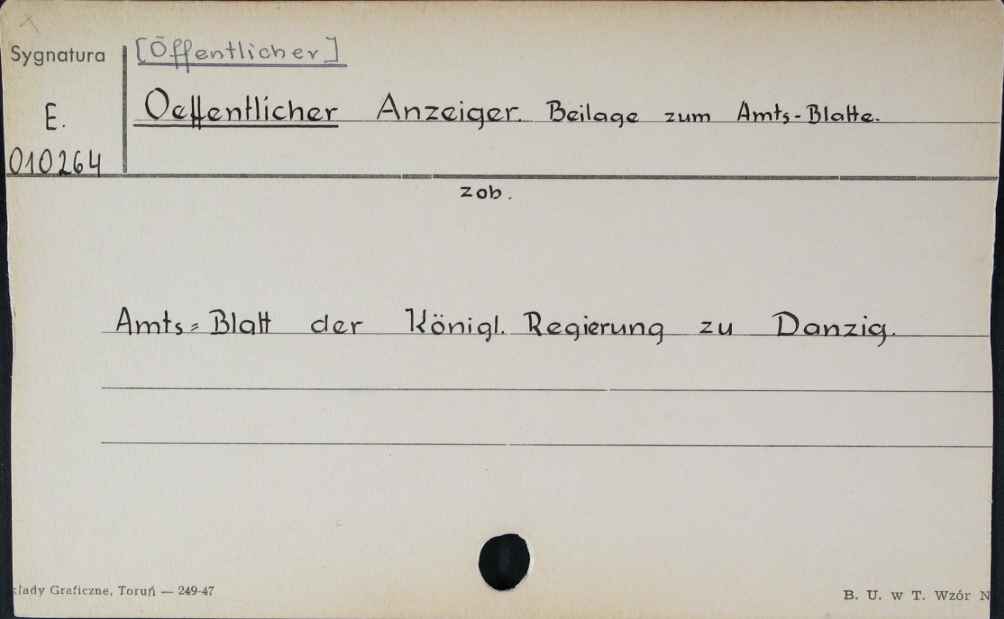 [Öffentlicher]
Sygnatura
E.
010264
Oeffentlicher Anzeiger. Beilage zum Amts-Blatte.
zob.
Amts=Blatt der Königl. Regierung zu Danzig.
kłady Graficzne, Toruń — 249-47
B. U. w T. Wzór N